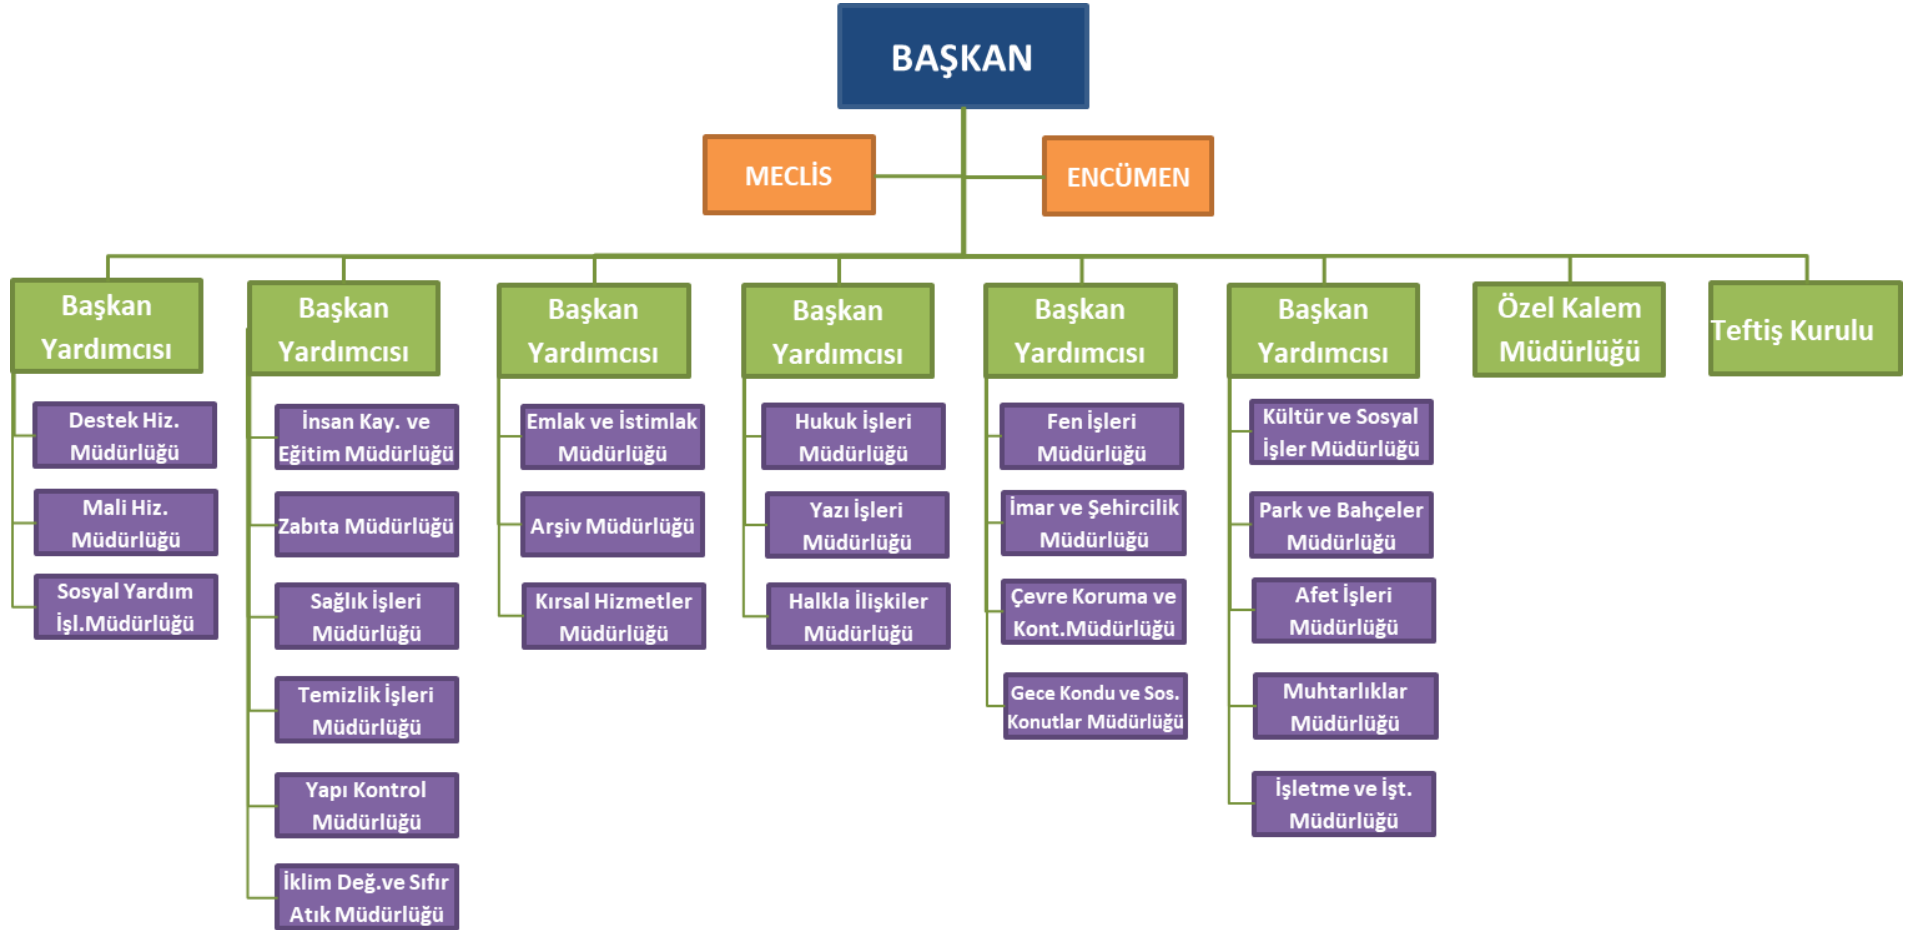 BAŞKAN
MECLİS
ENCÜMEN
Başkan
Yardımcısı
Başkan
Yardımcısı
Başkan
Yardımcısı
Başkan
Yardımcısı
Başkan
Yardımcısı
Başkan
Yardımcısı
Özel Kalem
Müdürlüğü
Teftiş Kurulu
Destek Hiz.
Müdürlüğü
Mali Hiz.
Müdürlüğü
Sosyal Yardım
İşl.Müdürlüğü
İnsan Kay. ve
Eğitim Müdürlüğü
Zabıta Müdürlüğü
Sağlık İşleri
Müdürlüğü
Temizlik İşleri
Müdürlüğü
Yapı Kontrol
Müdürlüğü
İklim Değ.ve Sıfır
Atık Müdürlüğü
Emlak ve İstimlak
Müdürlüğü
Arşiv Müdürlüğü
Kırsal Hizmetler
Müdürlüğü
Hukuk İşleri
Müdürlüğü
Yazı İşleri
Müdürlüğü
Halkla İlişkiler
Müdürlüğü
Fen İşleri
Müdürlüğü
İmar ve Şehircilik
Müdürlüğü
Çevre Koruma ve
Kont.Müdürlüğü
Gece Kondu ve Sos.
Konutlar Müdürlüğü
Kültür ve Sosyal
İşler Müdürlüğü
Park ve Bahçeler
Müdürlüğü
Afet İşleri
Müdürlüğü
Muhtarlıklar
Müdürlüğü
İşletme ve İşt.
Müdürlüğü